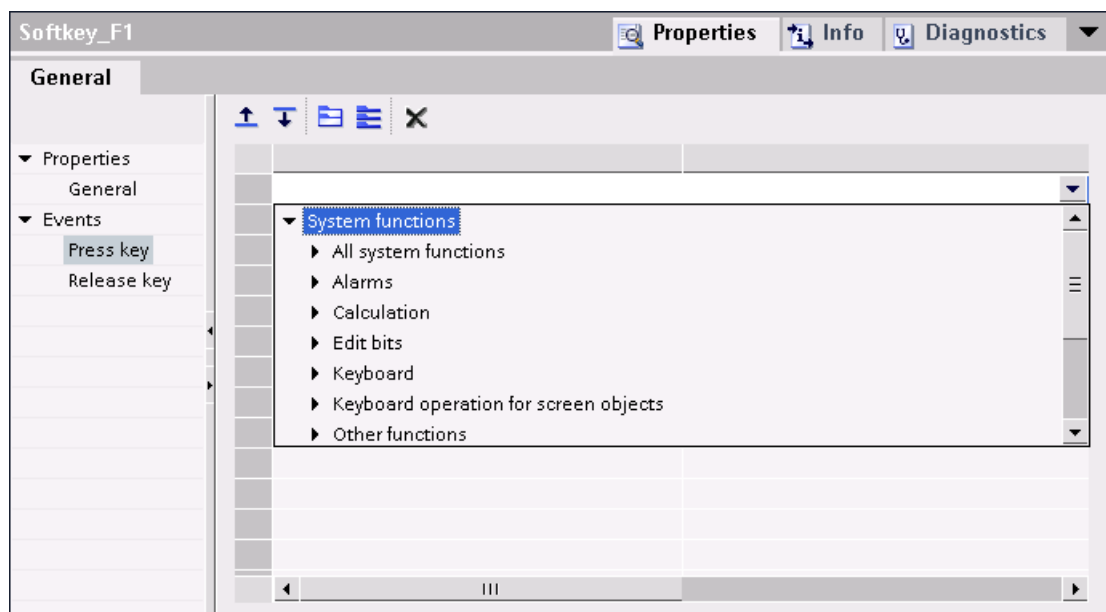 Softkey_F1 Properties Info Diagnostics
General
Properties
General
Events
Press key
Release key
System functions
All system functions
Alarms
Calculation
Edit bits
Keyboard
Keyboard operation for screen objects
Other functions